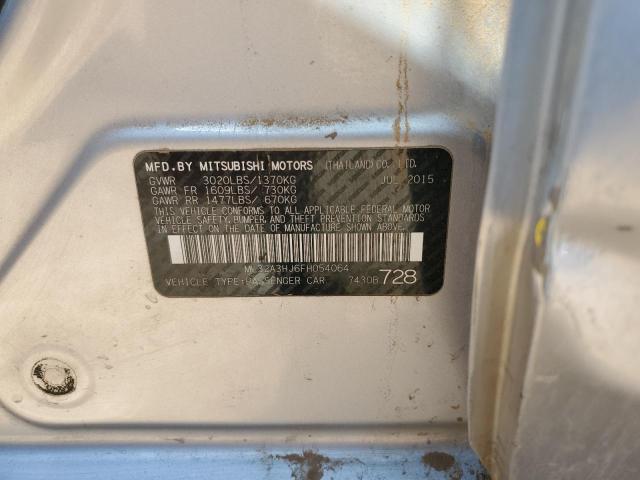 MFD.BY MITSUBISHI MOTORS (THAILAND) CO., LTD.
GVWR 3020LBS/1370KG JUL 2015
GAWR FR 1609LBS/ 730KG
GAWR RR 1477LBS/ 670KG
THIS VEHICLE CONFORMS TO ALL APPLICABLE FEDERAL MOTOR
VEHICLE SAFETY, BUMPER, AND THEFT PREVENTION STANDARDS
IN EFFECT ON THE DATE OF MANUFACTURE SHOWN ABOVE.
ML32A3HJ6FH054064
VEHICLE TYPE:PASSENGER CAR 7430B 728